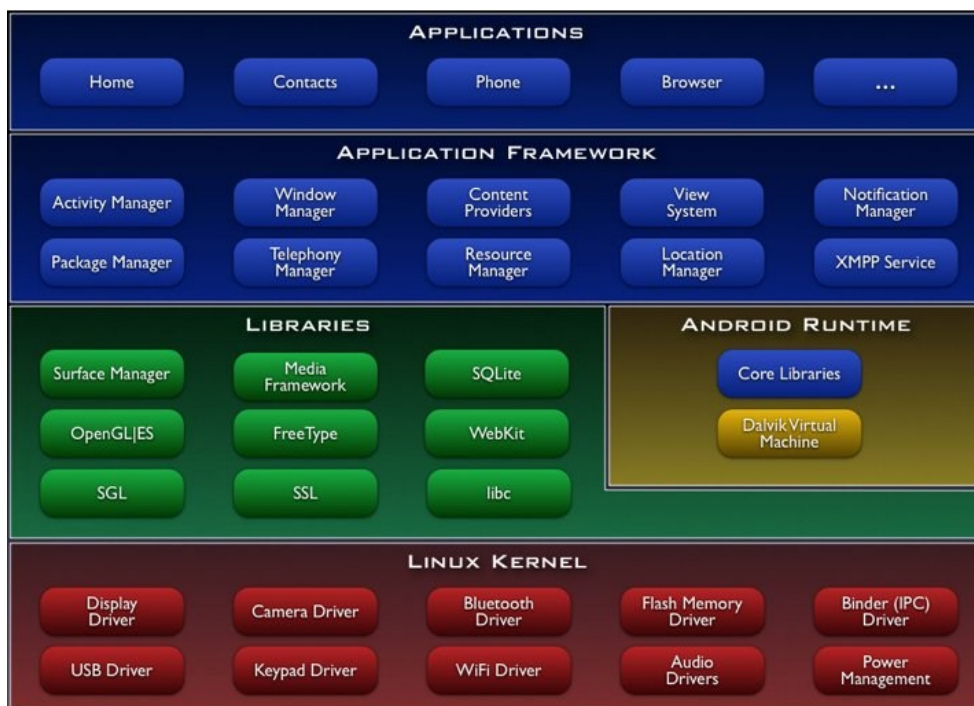 APPLICATIONS
Home
Contacts
Phone
Browser
...
APPLICATION FRAMEWORK
Activity Manager
Window
Manager
Content
Providers
View
System
Notification
Manager
Package Manager
Telephony
Manager
Resource
Manager
Location
Manager
XMPP Service
LIBRARIES
Surface Manager
Media
Framework
SQLite
OpenGL|ES
FreeType
WebKit
SGL
SSL
libc
ANDROID RUNTIME
Core Libraries
Dalvik Virtual
Machine
LINUX KERNEL
Display
Driver
Camera Driver
Bluetooth
Driver
Flash Memory
Driver
Binder (IPC)
Driver
USB Driver
Keypad Driver
WiFi Driver
Audio
Drivers
Power
Management